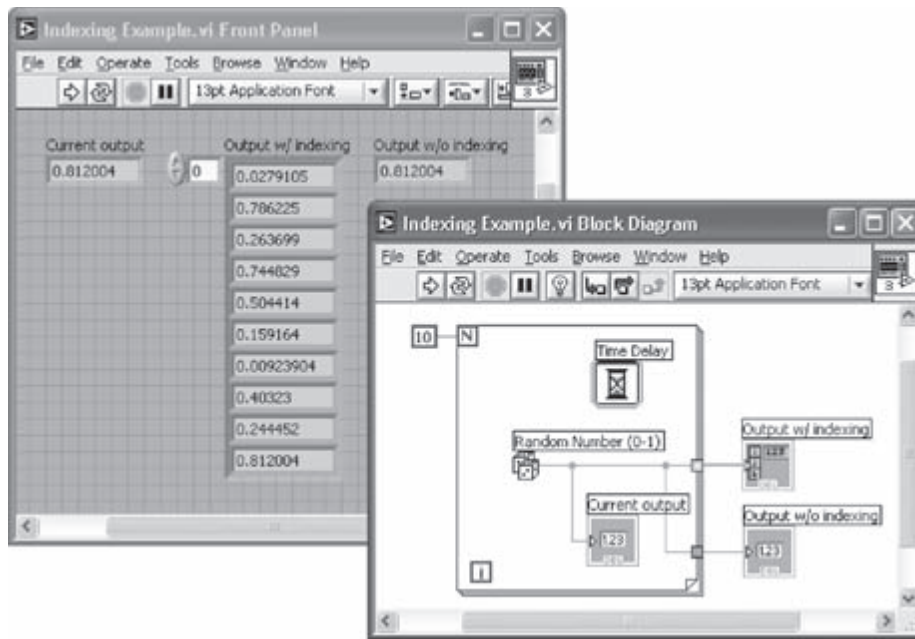 Indexing Example.vi Front Panel
File Edit Operate Tools Browse Window Help
13pt Application Font
3
Current output
0.812004
0
Output w/ indexing
0.0279105
0.786225
0.263699
0.744829
0.504414
0.159164
0.00923904
0.40323
0.244452
0.812004
Output w/o indexing
0.812004
Indexing Example.vi Block Diagram
File Edit Operate Tools Browse Window Help
13pt Application Font
3
10
N
Time Delay
Random Number (0-1)
Current output
123
i
Output w/ indexing
123
Output w/o indexing
123